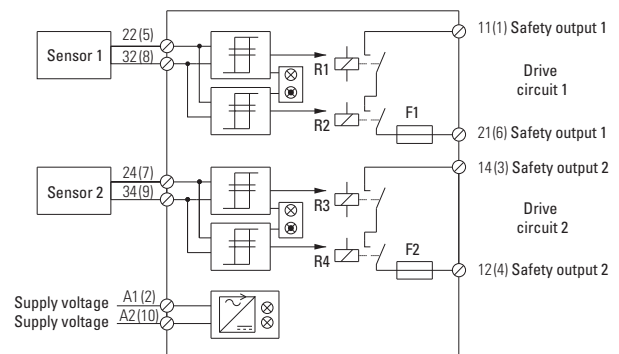 22(5)
Sensor 1
32(8)
R1
R2
F1
11(1) Safety output 1
Drive
circuit 1
21(6) Safety output 1
24(7)
Sensor 2
34(9)
R3
R4
F2
14(3) Safety output 2
Drive
circuit 2
12(4) Safety output 2
Supply voltage A1(2)
Supply voltage A2(10)